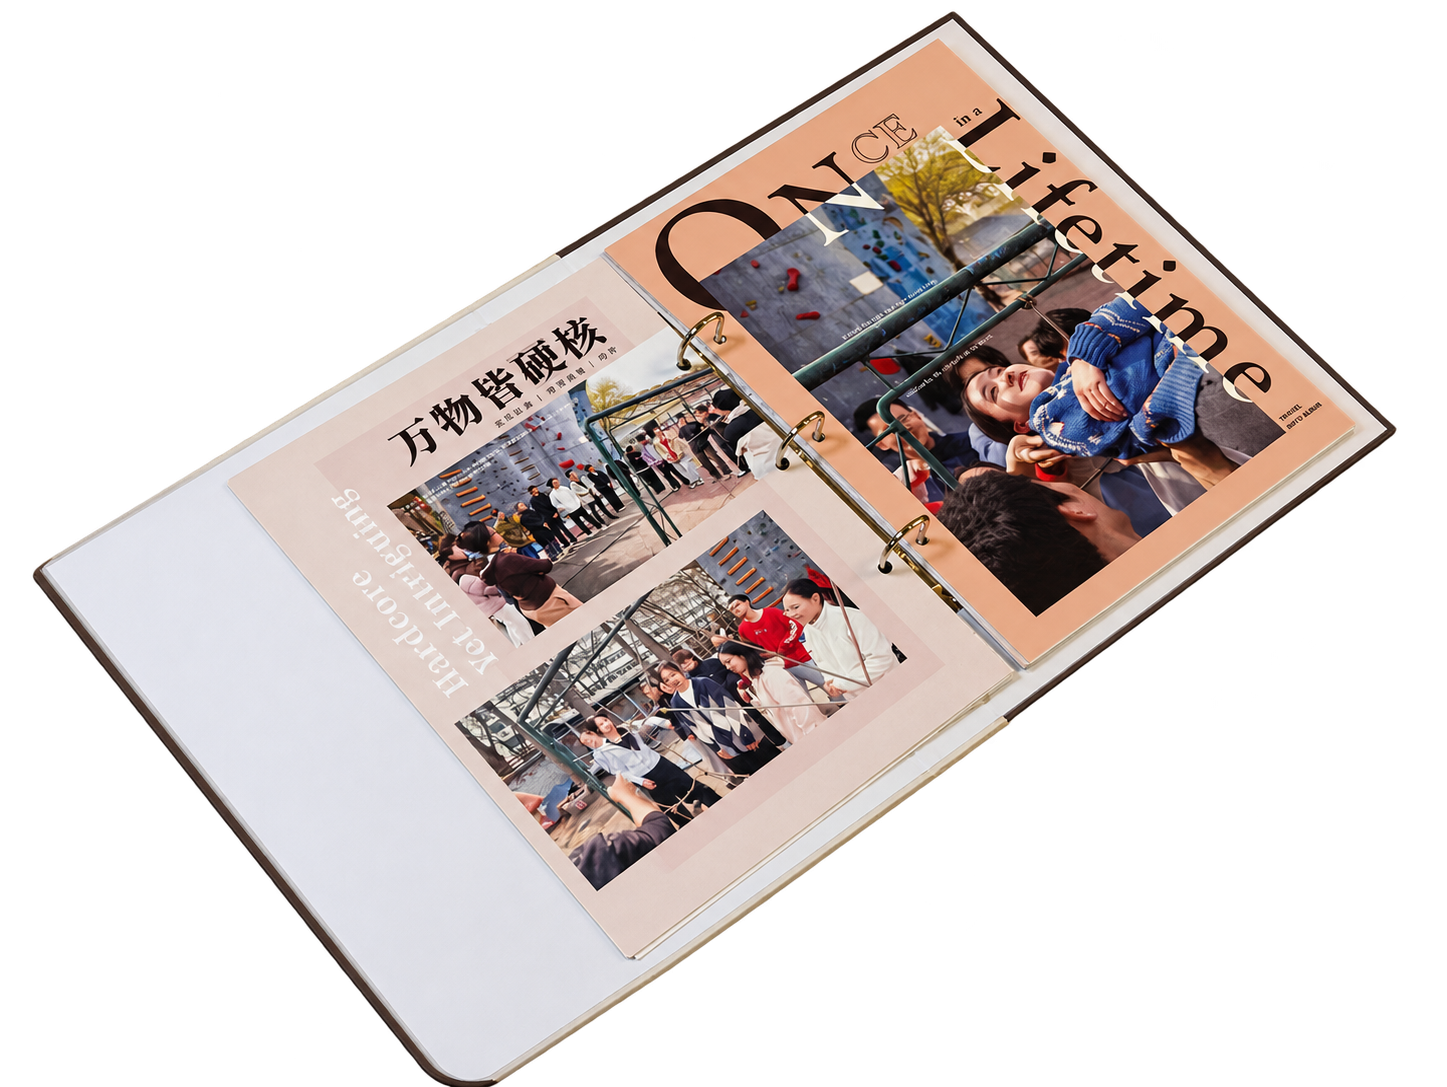 万物皆硬核
Hardcore
Yet Intriguing
ONCE
in a
Lifetime
TRAVEL
PHOTO ALBUM